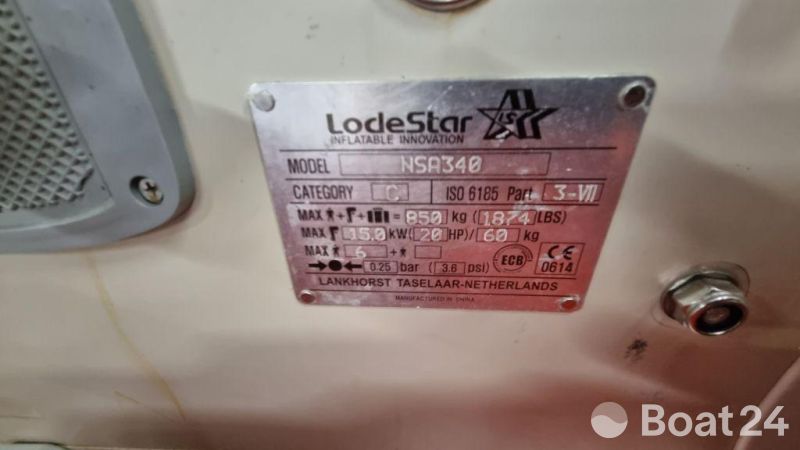 LodeStar
LS
INFLATABLE INNOVATION
MODEL NSA340
CATEGORY C ISO 6185 Part 3-VII
MAX + + = 850 kg (1874 LBS)
MAX 15.0 kW (20 HP)/ 60 kg
MAX 6 +
0.25 bar (3.6 psi) ECB CE 0614
LANKHORST TASELAAR-NETHERLANDS
MANUFACTURED IN CHINA
Boat24